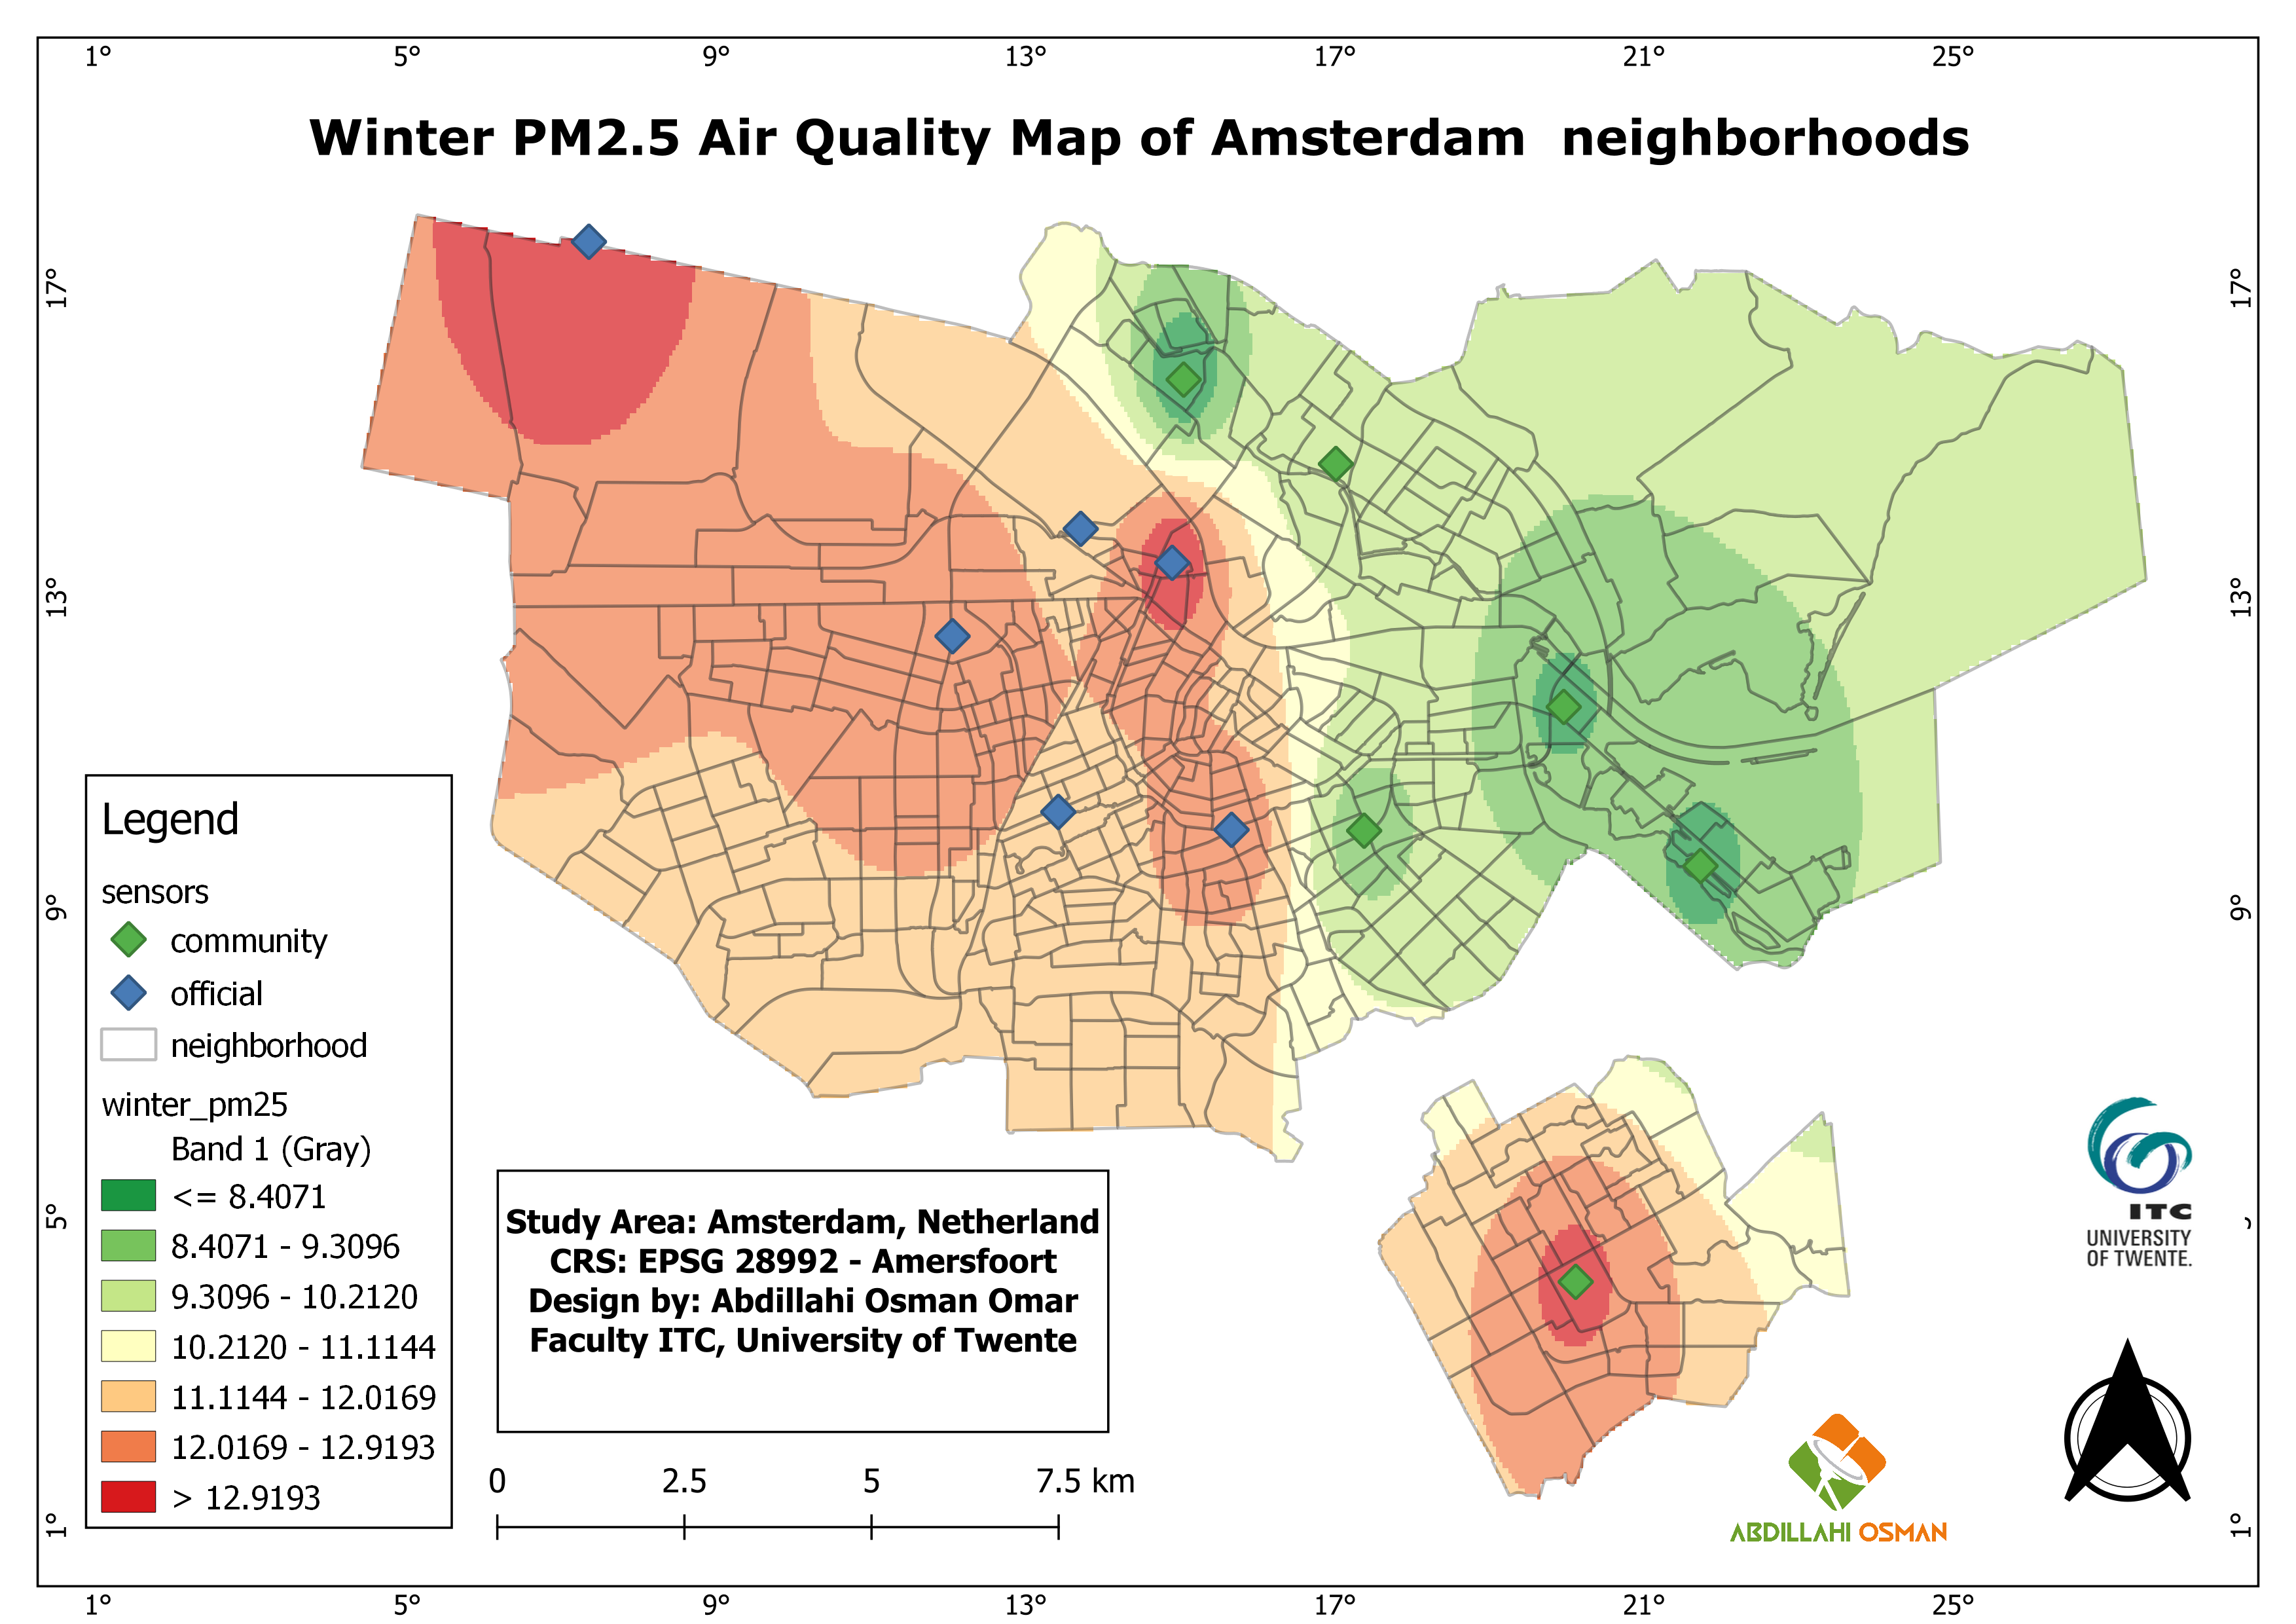 1° 5° 9° 13° 17° 21° 25°
Winter PM2.5 Air Quality Map of Amsterdam  neighborhoods
17° 17°
13° 13°
9° 9°
5°
1° 1°
Legend
sensors
community
official
neighborhood
winter_pm25
Band 1 (Gray)
<= 8.4071
8.4071 - 9.3096
9.3096 - 10.2120
10.2120 - 11.1144
11.1144 - 12.0169
12.0169 - 12.9193
> 12.9193
Study Area: Amsterdam, Netherland
CRS: EPSG 28992 - Amersfoort
Design by: Abdillahi Osman Omar
Faculty ITC, University of Twente
0 2.5 5 7.5 km
ITC
UNIVERSITY
OF TWENTE.
ABDILLAHI OSMAN
1° 5° 9° 13° 17° 21° 25°